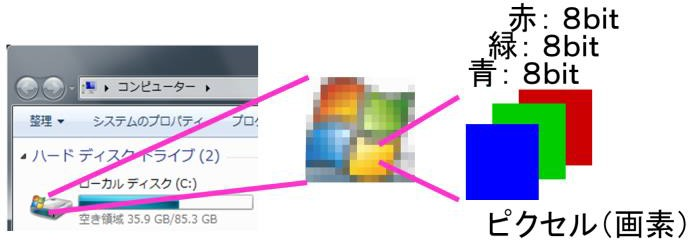 コンピューター
整理
システムのプロパティ
プログ
ハード ディスク ドライブ (2)
ローカル ディスク (C:)
空き領域 35.9 GB/85.3 GB
赤： 8bit
緑： 8bit
青： 8bit
ピクセル（画素）